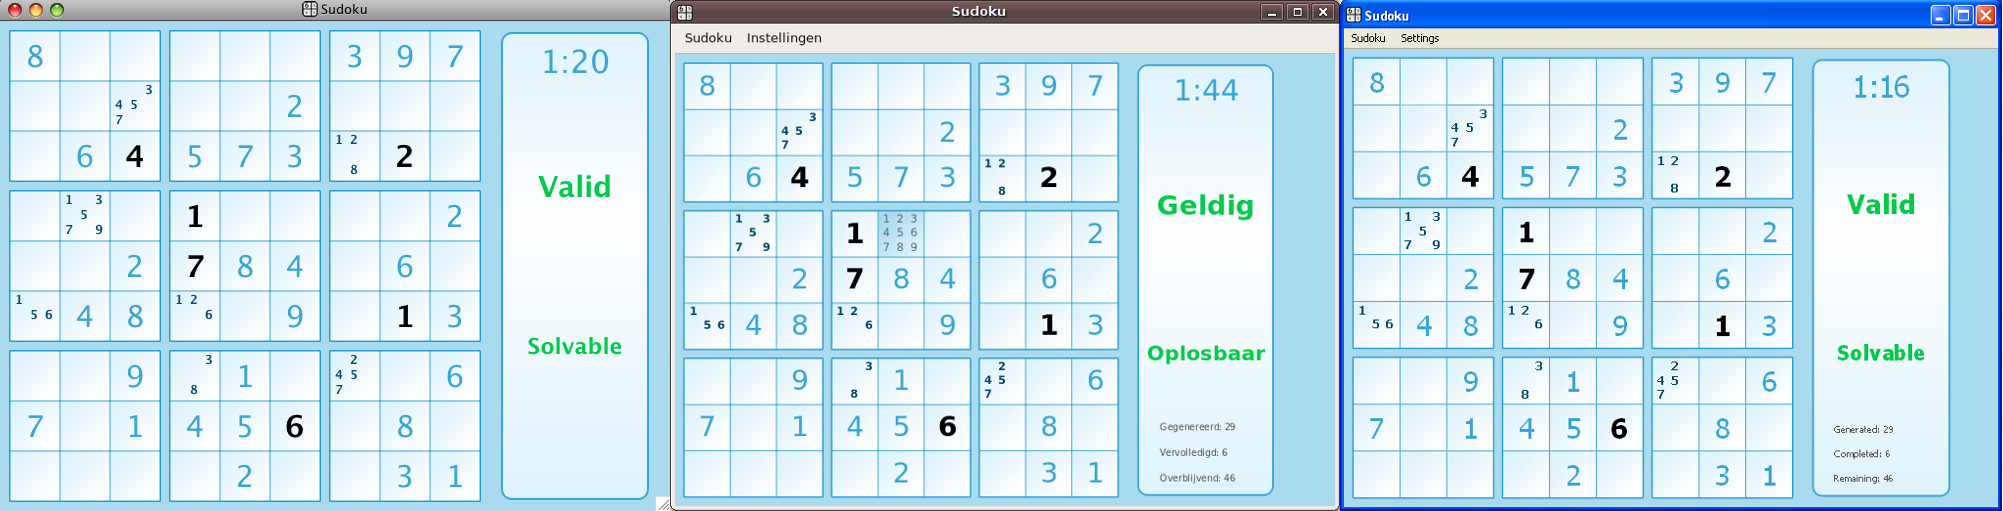 Sudoku
8 3 9 7 1:20
3
4 5 2
7
6 4 5 7 3 1 2 8 2
Valid
1 3 5 7 9 1 2
2 7 8 4 6
1 5 6 4 8 1 2 6 9 1 3
Solvable
9 3 8 1 2 4 5 7 6
7 1 4 5 6 8
2 3 1
Sudoku
Sudoku Instellingen
8 3 9 7 1:44
3
4 5 2
7
6 4 5 7 3 1 2 8 2
Geldig
1 3 5 7 9 1 1 2 3 4 5 6 7 8 9 2
2 7 8 4 6
1 5 6 4 8 1 2 6 9 1 3
Oplosbaar
9 3 8 1 2 4 5 7 6
7 1 4 5 6 8
Gegenereerd: 29
Vervolledigd: 6
2 3 1
Overblijvend: 46
Sudoku
Sudoku Settings
8 3 9 7 1:16
3
4 5 2
7
6 4 5 7 3 1 2 8 2
Valid
1 3 5 7 9 1 2
2 7 8 4 6
1 5 6 4 8 1 2 6 9 1 3
Solvable
9 3 8 1 2 4 5 7 6
7 1 4 5 6 8
Generated: 29
Completed: 6
2 3 1
Remaining: 46